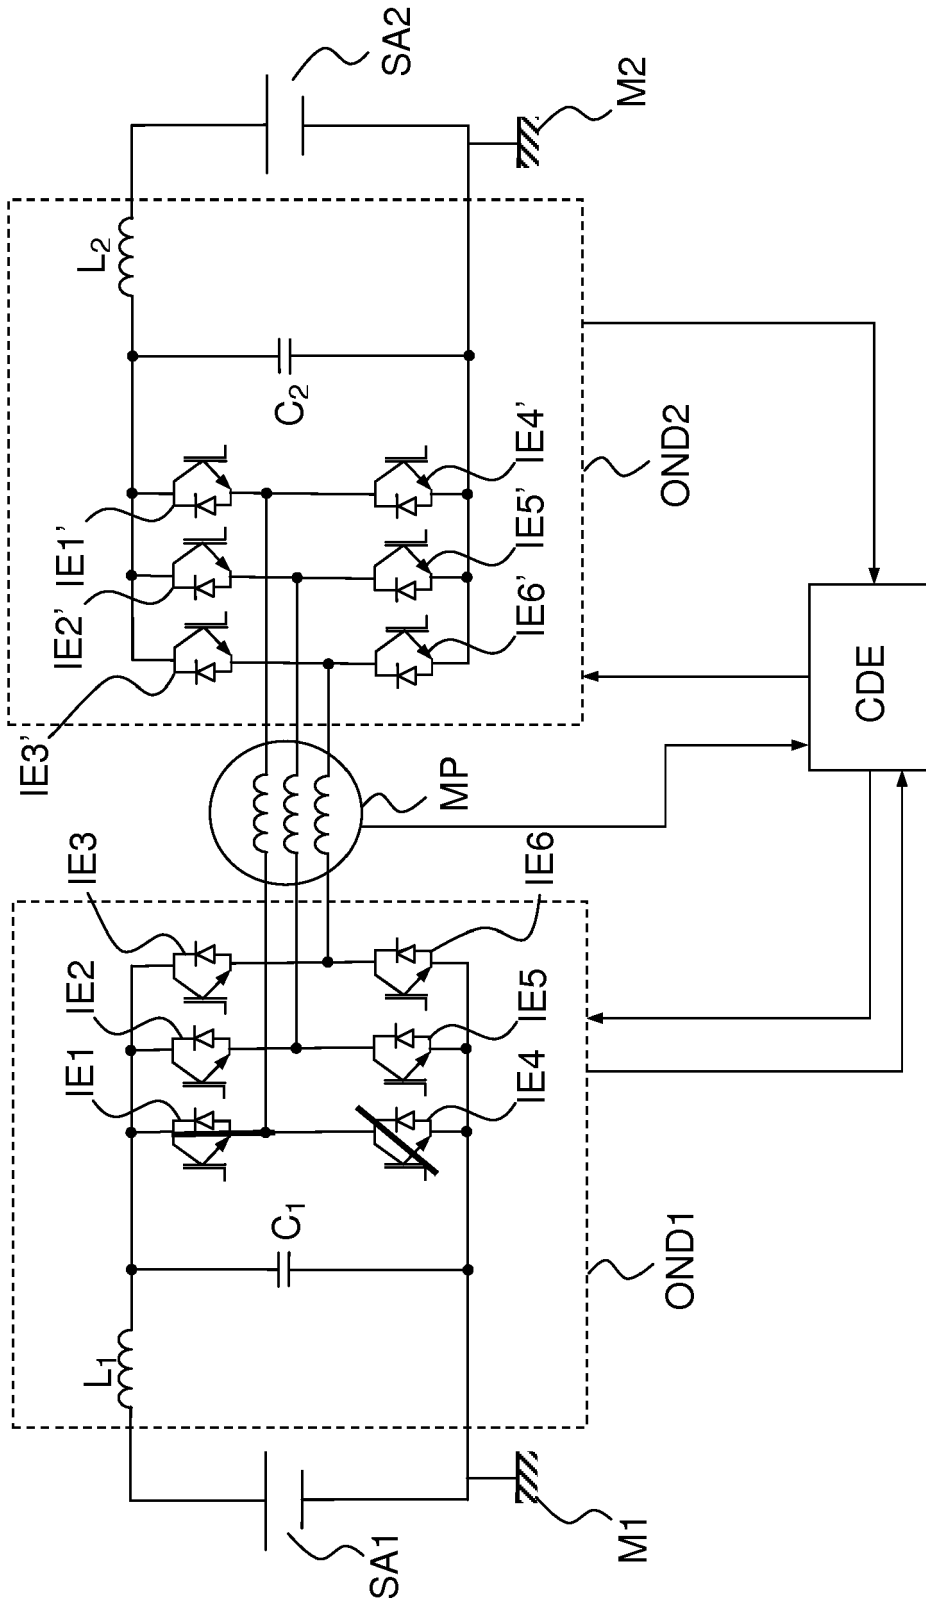 SA1
SA2
L1
L2
C1
C2
IE1
IE2
IE3
IE3'
IE2'
IE1'
IE4
IE5
IE6
IE6'
IE5'
IE4'
MP
M1
M2
OND1
OND2
CDE